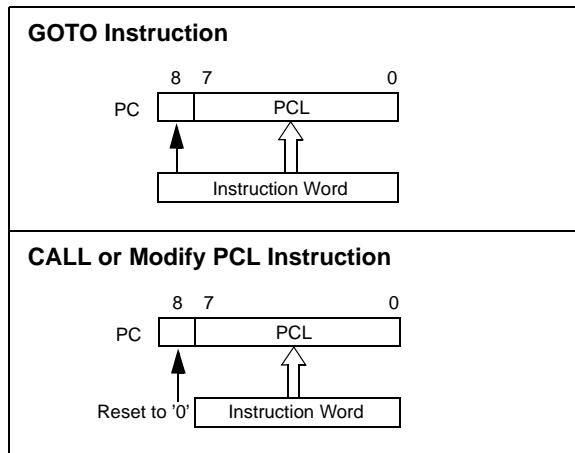 GOTO Instruction
8 7 0
PC PCL
Instruction Word
CALL or Modify PCL Instruction
8 7 0
PC PCL
Reset to '0' Instruction Word